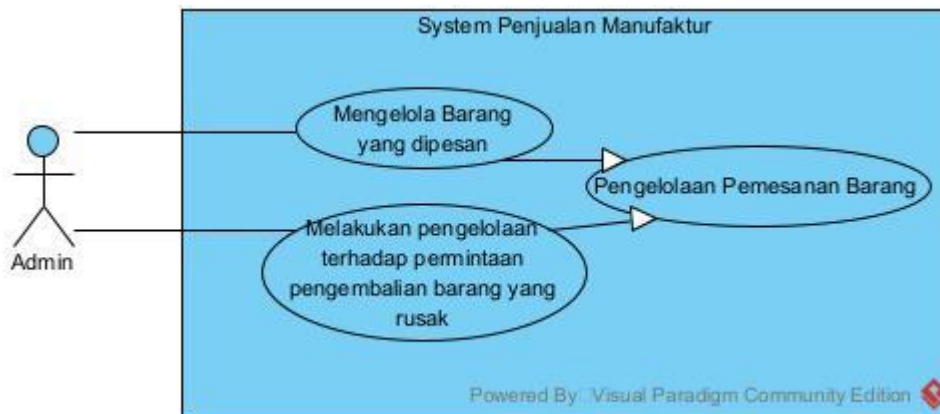 System Penjualan Manufaktur
Mengelola Barang
yang dipesan
Pengelolaan Pemesanan Barang
Admin
Melakukan pengelolaan
terhadap permintaan
pengembalian barang yang
rusak
Powered By Visual Paradigm Community Edition